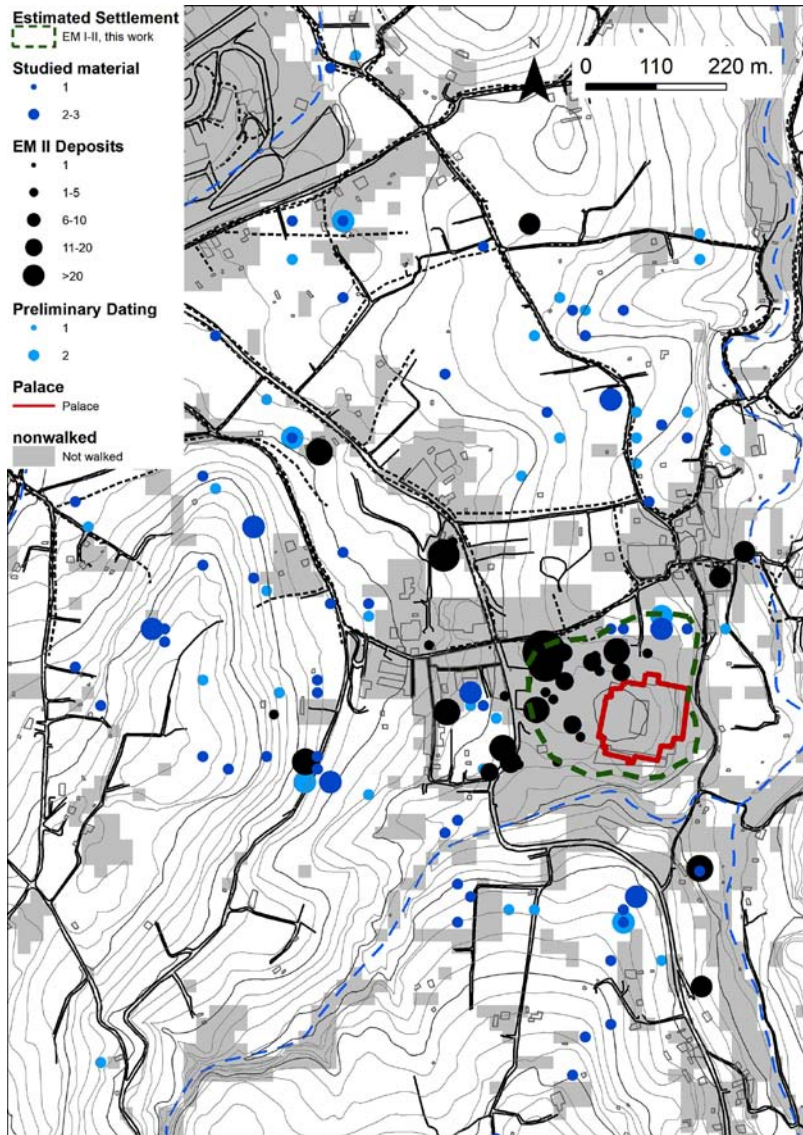 Estimated Settlement
EM I-II, this work
Studied material
1
2-3
EM II Deposits
1
1-5
6-10
11-20
>20
Preliminary Dating
1
2
Palace
Palace
nonwalked
Not walked
N
0 110 220 m.